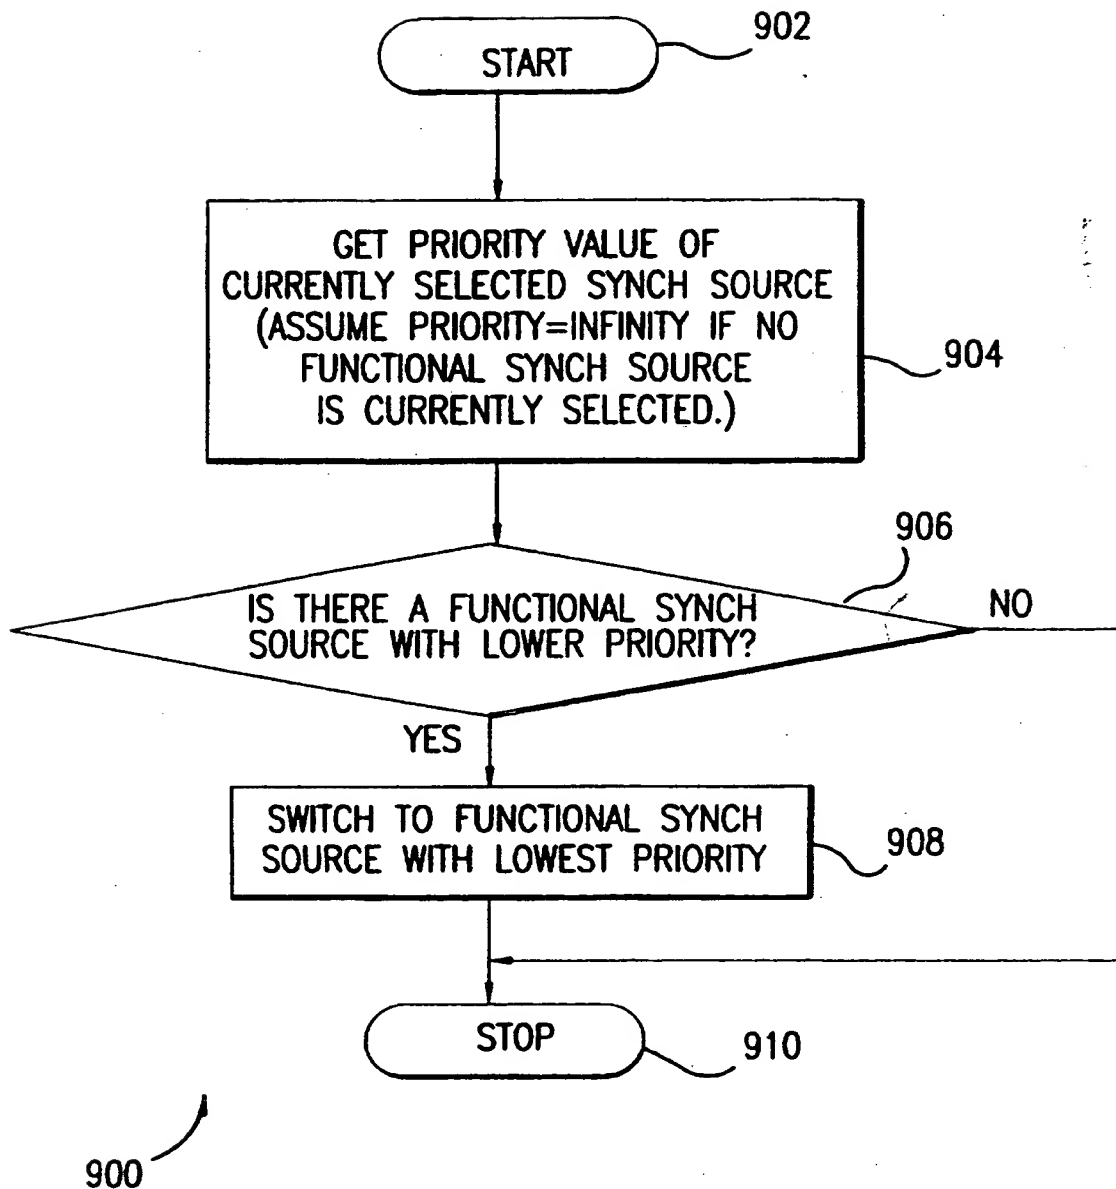 902
START
GET PRIORITY VALUE OF
CURRENTLY SELECTED SYNCH SOURCE
(ASSUME PRIORITY=INFINITY IF NO
FUNCTIONAL SYNCH SOURCE
IS CURRENTLY SELECTED.)
904
906
IS THERE A FUNCTIONAL SYNCH
SOURCE WITH LOWER PRIORITY?
NO
YES
SWITCH TO FUNCTIONAL SYNCH
SOURCE WITH LOWEST PRIORITY
908
STOP
910
900